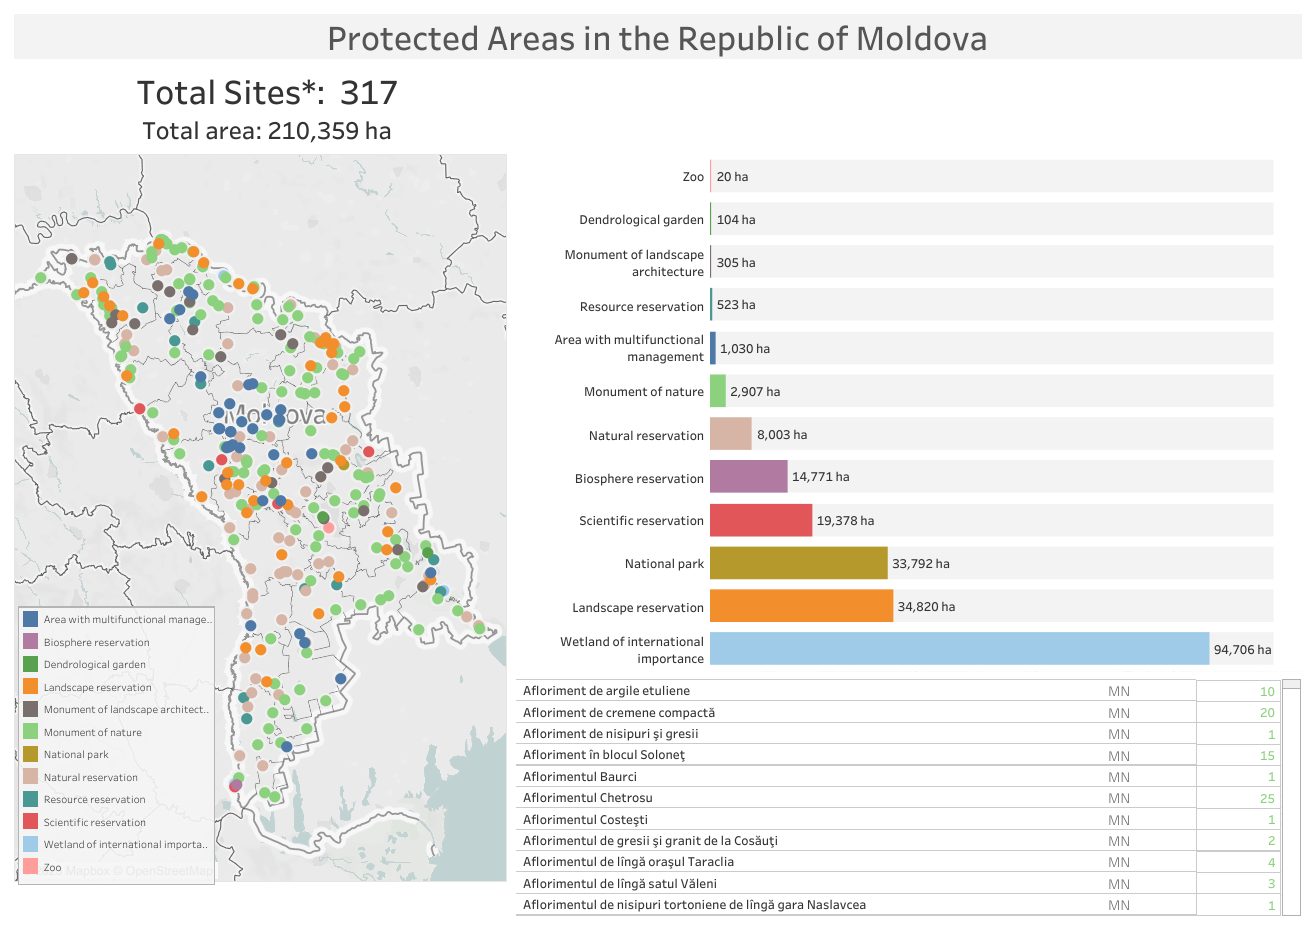 Protected Areas in the Republic of Moldova
Total Sites*: 317
Total area: 210,359 ha
Moldova
Area with multifunctional manage..
Biosphere reservation
Dendrological garden
Landscape reservation
Monument of landscape architect..
Monument of nature
National park
Natural reservation
Resource reservation
Scientific reservation
Wetland of international importa..
Zoo
Mapbox © OpenStreetMap
Zoo 20 ha
Dendrological garden 104 ha
Monument of landscape
architecture 305 ha
Resource reservation 523 ha
Area with multifunctional
management 1,030 ha
Monument of nature 2,907 ha
Natural reservation 8,003 ha
Biosphere reservation 14,771 ha
Scientific reservation 19,378 ha
National park 33,792 ha
Landscape reservation 34,820 ha
Wetland of international
importance 94,706 ha
Afloriment de argile etuliene MN 10
Afloriment de cremene compactă MN 20
Afloriment de nisipuri şi gresii MN 1
Afloriment în blocul Soloneţ MN 15
Aflorimentul Baurci MN 1
Aflorimentul Chetrosu MN 25
Aflorimentul Costeşti MN 1
Aflorimentul de gresii şi granit de la Cosăuţi MN 2
Aflorimentul de lîngă oraşul Taraclia MN 4
Aflorimentul de lîngă satul Văleni MN 3
Aflorimentul de nisipuri tortoniene de lîngă gara Naslavcea MN 1